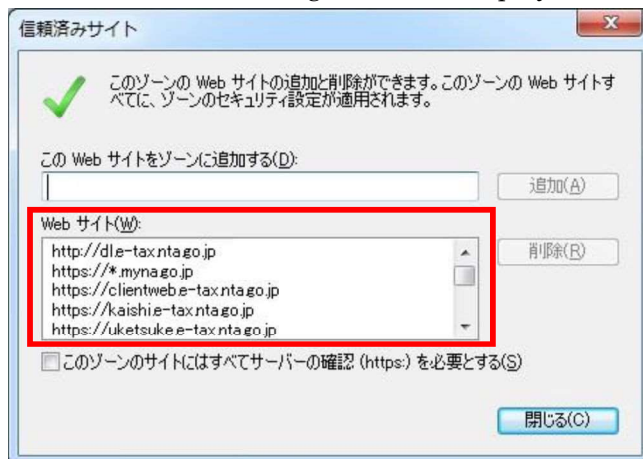 信頼済みサイト
このゾーンの Web サイトの追加と削除ができます。このゾーンの Web サイトす
べてに、ゾーンのセキュリティ設定が適用されます。
この Web サイトをゾーンに追加する(D):
追加(A)
Web サイト(W):
http://dl.e-tax.nta.go.jp
削除(R)
https://*.myna.go.jp
https://clientweb.e-tax.nta.go.jp
https://kaishi.e-tax.nta.go.jp
https://uketsuke.e-tax.nta.go.jp
このゾーンのサイトにはすべてサーバーの確認 (https:) を必要とする(S)
閉じる(C)